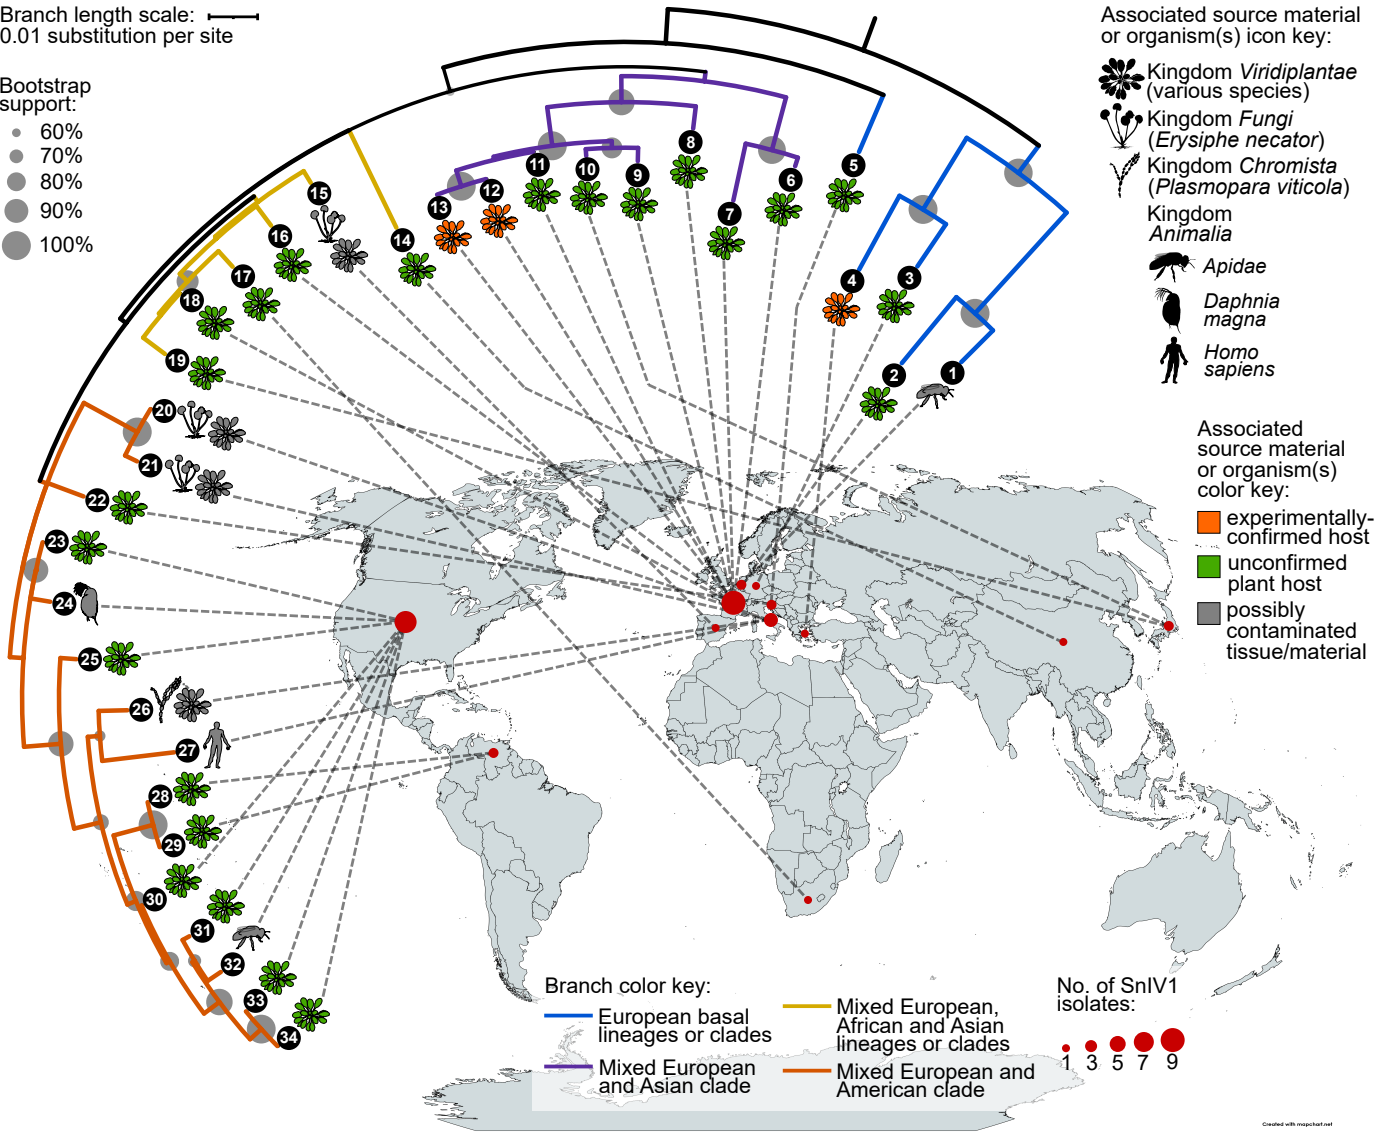 Branch length scale:
0.01 substitution per site
Bootstrap
support:
60%
70%
80%
90%
100%
Associated source material
or organism(s) icon key:
Kingdom Viridiplantae
(various species)
Kingdom Fungi
(Erysiphe necator)
Kingdom Chromista
(Plasmopara viticola)
Kingdom
Animalia
Apidae
Daphnia
magna
Homo
sapiens
Associated
source material
or organism(s)
color key:
experimentally-
confirmed host
unconfirmed
plant host
possibly
contaminated
tissue/material
1
2
3
4
5
6
7
8
9
10
11
12
13
14
15
16
17
18
19
20
21
22
23
24
25
26
27
28
29
30
31
32
33
34
Branch color key:
European basal
lineages or clades
Mixed European
and Asian clade
Mixed European,
African and Asian
lineages or clades
Mixed European and
American clade
No. of SnIV1
isolates:
1 3 5 7 9
Created with mapchart.net